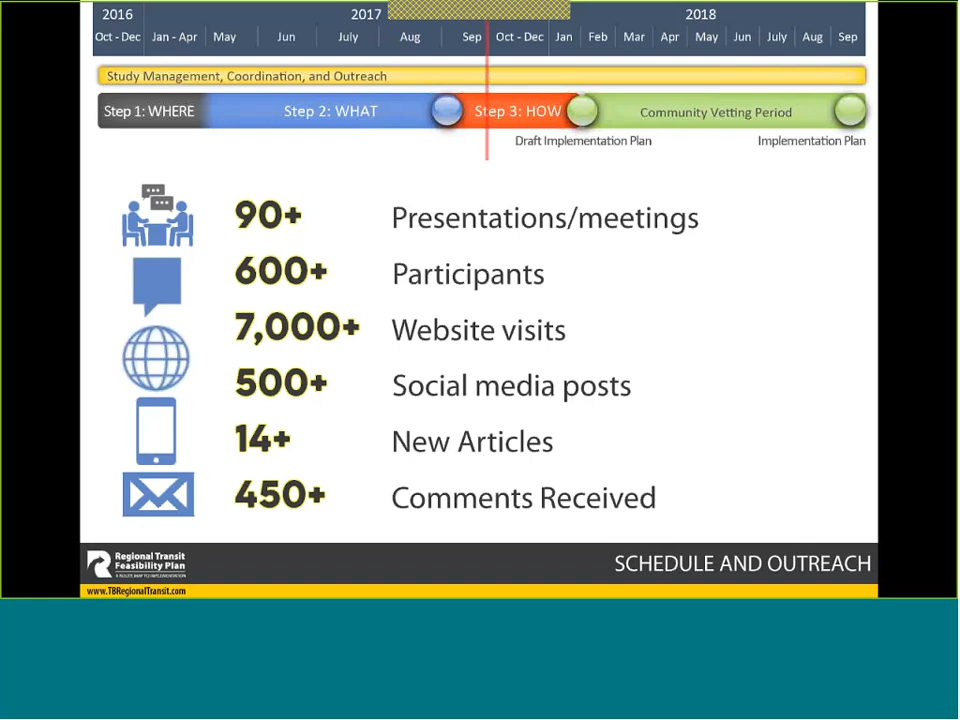 2016 2017 2018
Oct - Dec Jan - Apr May Jun July Aug Sep Oct - Dec Jan Feb Mar Apr May Jun July Aug Sep
Study Management, Coordination, and Outreach
Step 1: WHERE Step 2: WHAT Step 3: HOW Community Vetting Period
Draft Implementation Plan Implementation Plan
90+ Presentations/meetings
600+ Participants
7,000+ Website visits
500+ Social media posts
14+ New Articles
450+ Comments Received
Regional Transit
Feasibility Plan
SCHEDULE AND OUTREACH
www.TBRegionalTransit.com